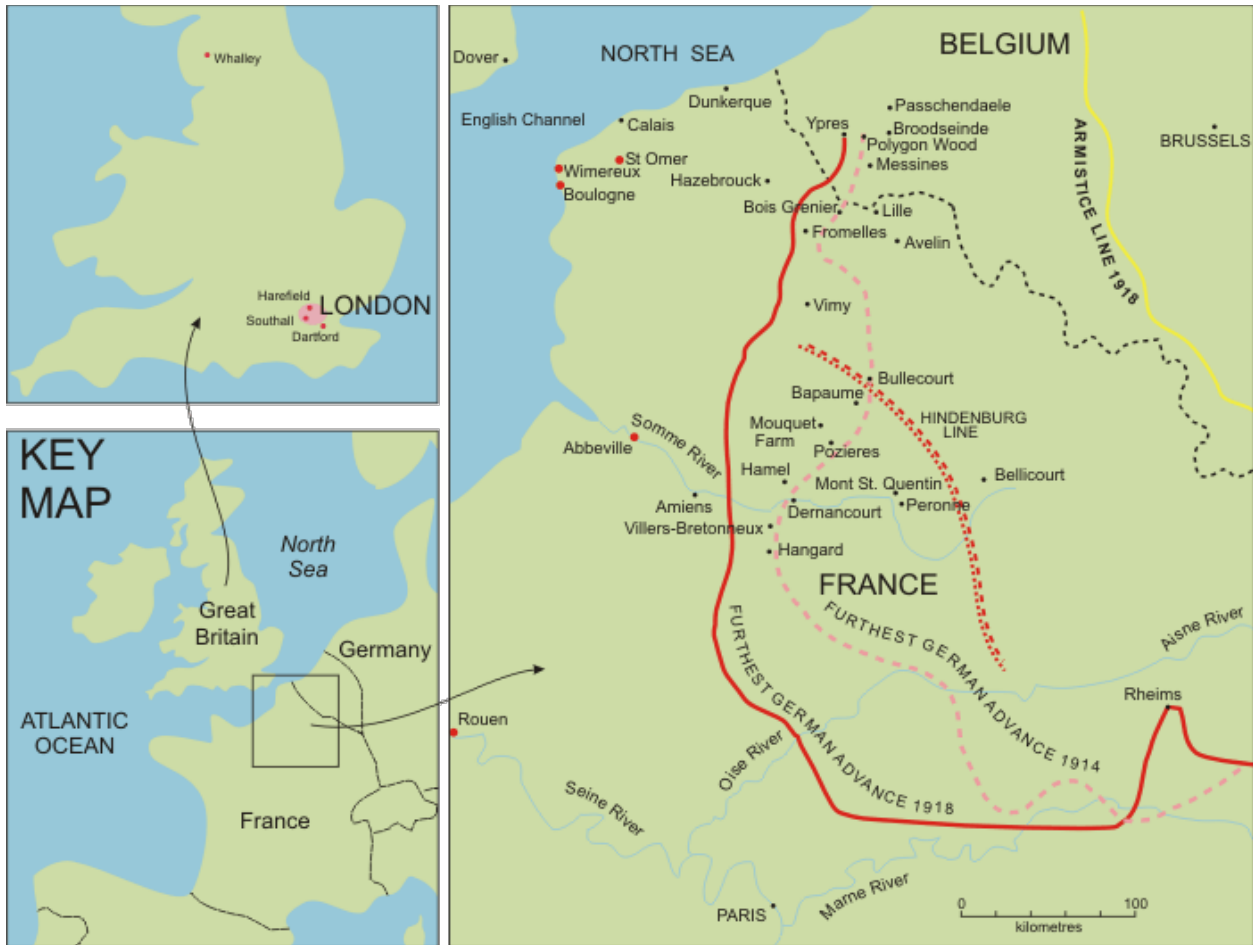 Whalley
Harefield
LONDON
Southall
Dartford
KEY
MAP
North
Sea
Great
Britain
Germany
ATLANTIC
OCEAN
France
Dover
NORTH SEA
BELGIUM
Dunkerque
Passchendaele
English Channel
Calais
Ypres
Broodseinde
Polygon Wood
BRUSSELS
St Omer
Wimereux
Messines
Hazebrouck
Boulogne
Bois Grenier
Lille
Fromelles
Avelin
ARMISTICE LINE 1918
Vimy
Bullecourt
Bapaume
HINDENBURG
LINE
Mouquet
Farm
Somme River
Abbeville
Pozieres
Hamel
Mont St. Quentin
Bellicourt
Amiens
Dernancourt
Peronne
Villers-Bretonneux
Hangard
FRANCE
FURTHEST GERMAN ADVANCE 1914
FURTHEST GERMAN ADVANCE 1918
Aisne River
Rheims
Rouen
Oise River
Seine River
Marne River
PARIS
0 100
kilometres